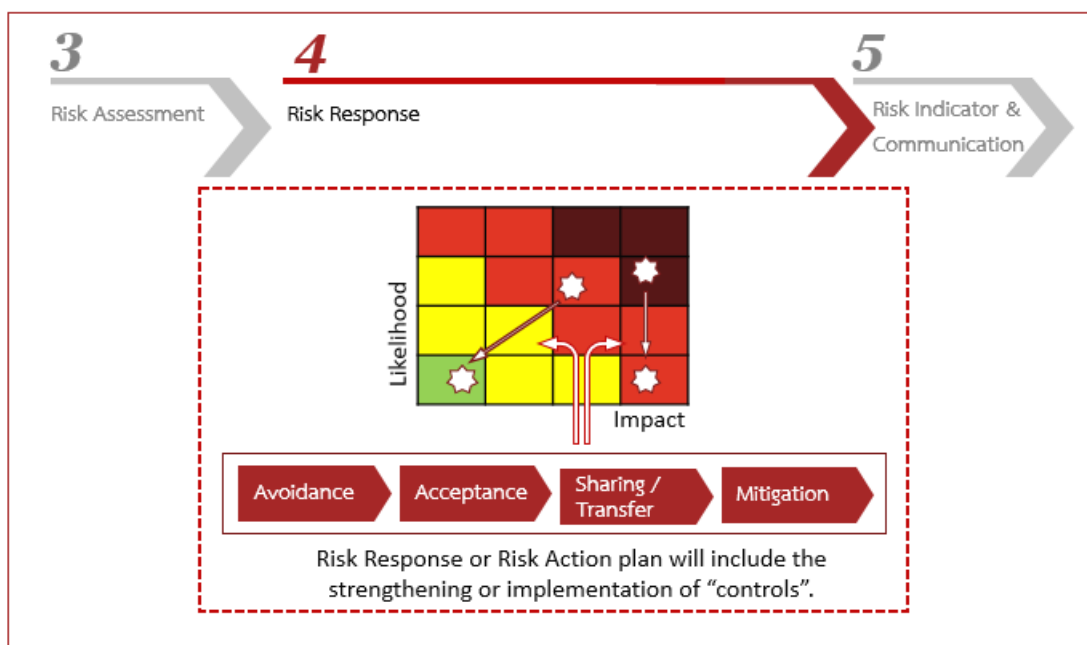 3
Risk Assessment
4
Risk Response
5
Risk Indicator &
Communication
Likelihood
Impact
Avoidance
Acceptance
Sharing /
Transfer
Mitigation
Risk Response or Risk Action plan will include the
strengthening or implementation of “controls”.